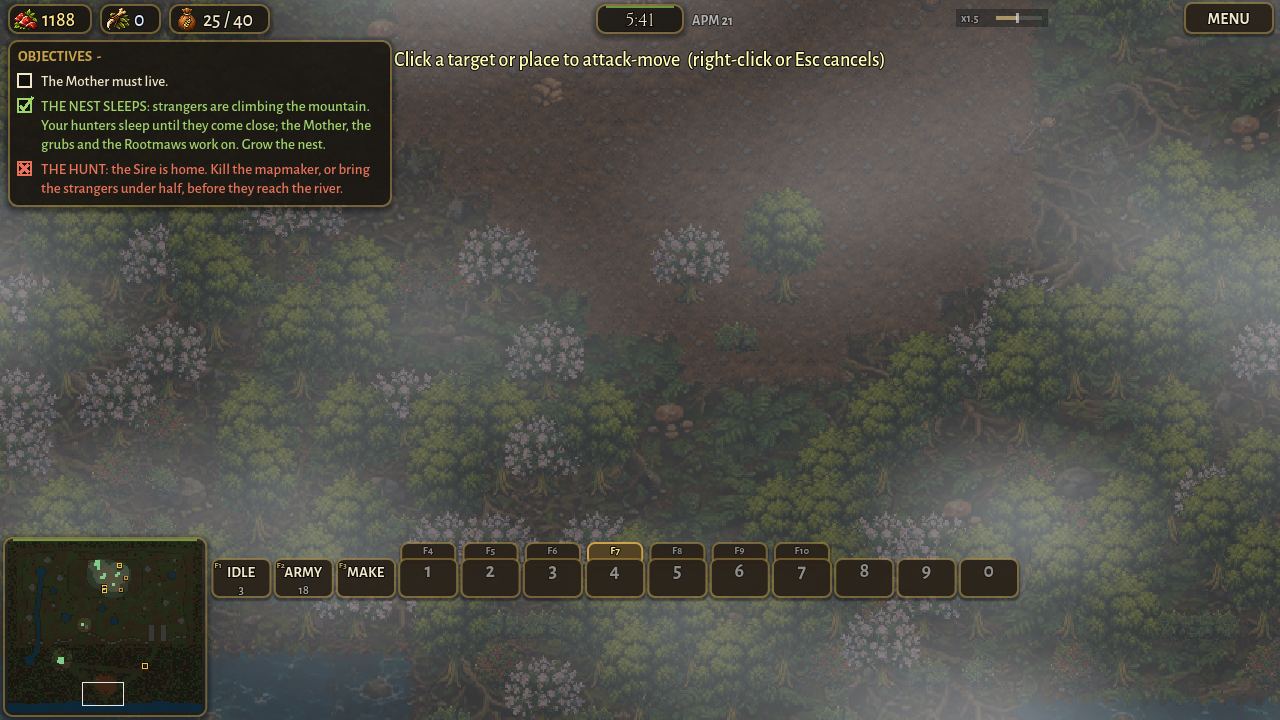 1188
0
25 / 40
5:41
APM 21
x1.5
MENU
OBJECTIVES -
The Mother must live.
THE NEST SLEEPS: strangers are climbing the mountain.
Your hunters sleep until they come close; the Mother, the
grubs and the Rootmaws work on. Grow the nest.
THE HUNT: the Sire is home. Kill the mapmaker, or bring
the strangers under half, before they reach the river.
Click a target or place to attack-move (right-click or Esc cancels)
F4 F5 F6 F7 F8 F9 F10
F1 IDLE F2 ARMY F3 MAKE 1 2 3 4 5 6 7 8 9 0
3 18